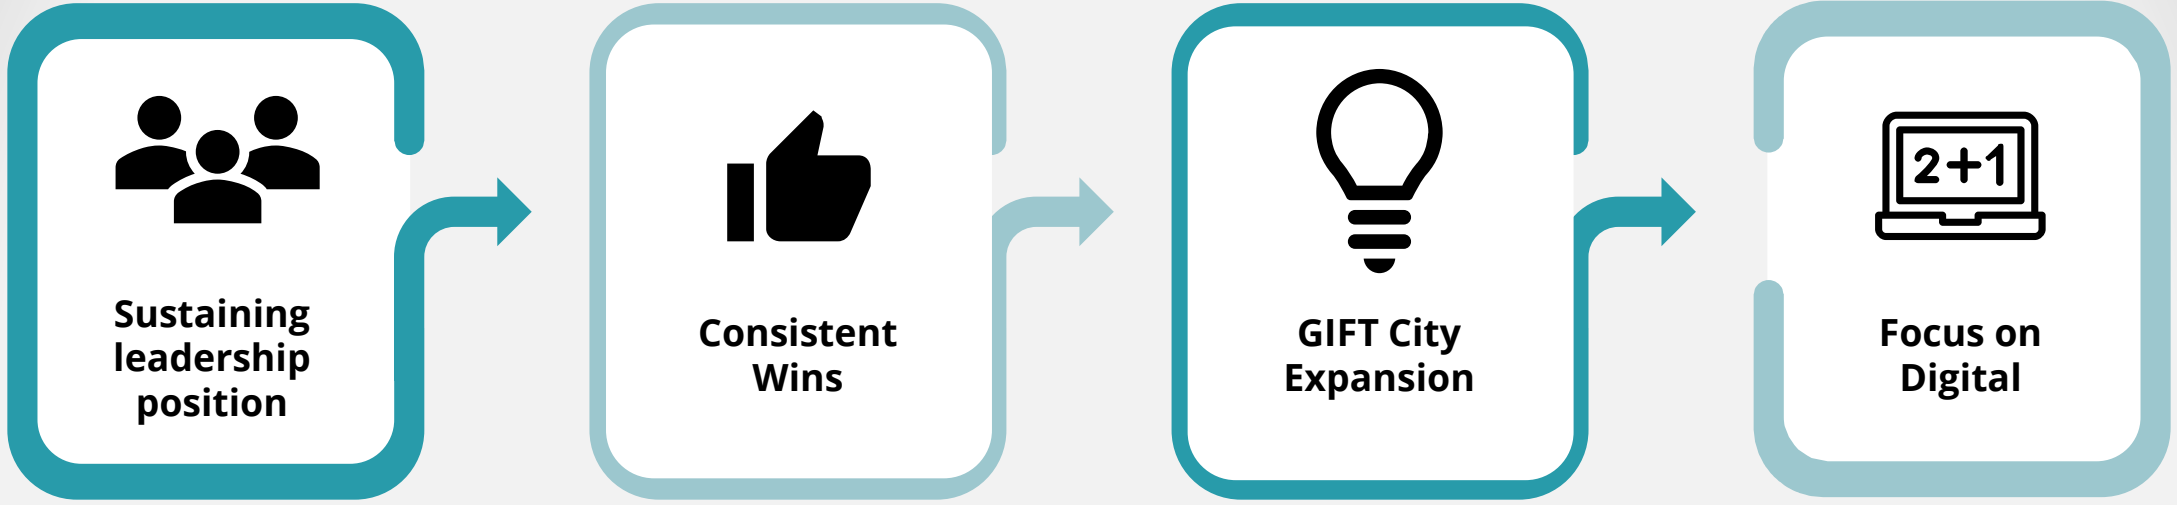 Sustaining
leadership
position
Consistent
Wins
GIFT City
Expansion
2+1
Focus on
Digital